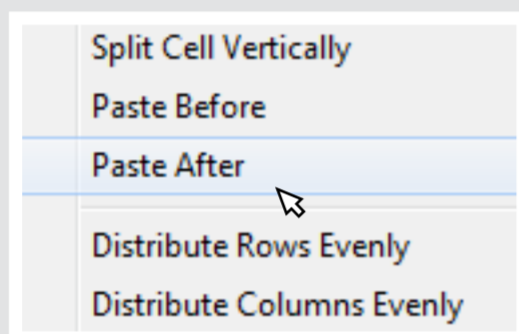 Split Cell Vertically
Paste Before
Paste After
Distribute Rows Evenly
Distribute Columns Evenly